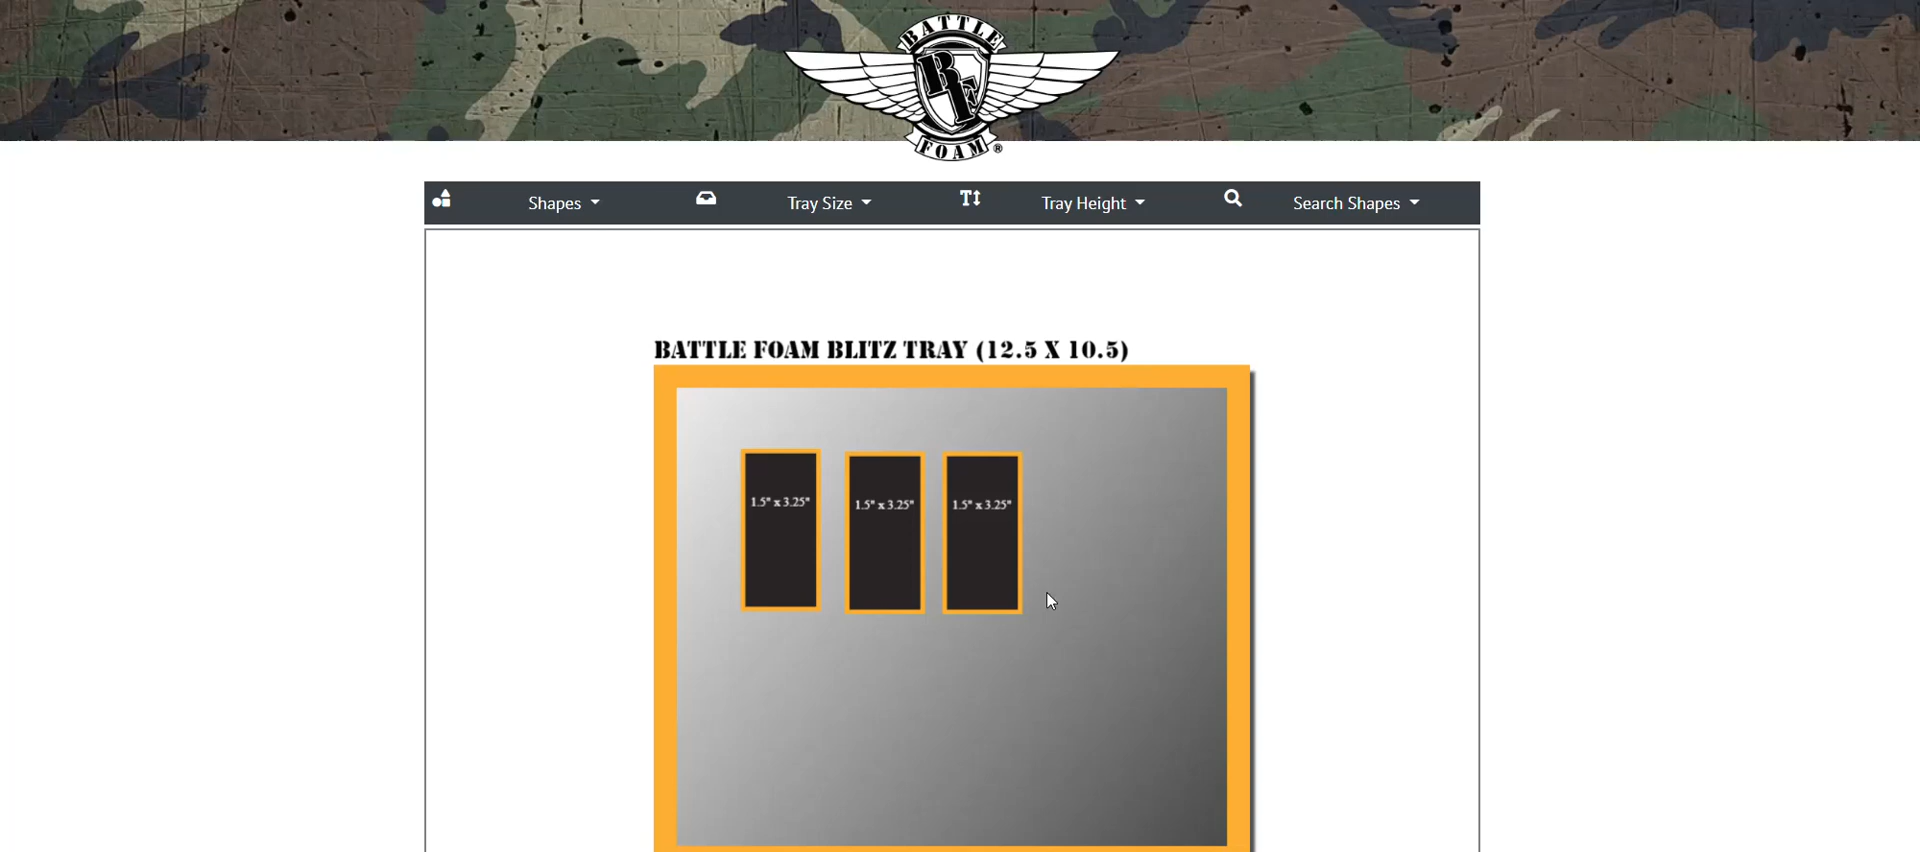 BATTLE
BF
FOAM ®
Shapes
Tray Size
T Tray Height
Search Shapes
BATTLE FOAM BLITZ TRAY (12.5 X 10.5)
1.5" x 3.25" 1.5" x 3.25" 1.5" x 3.25"